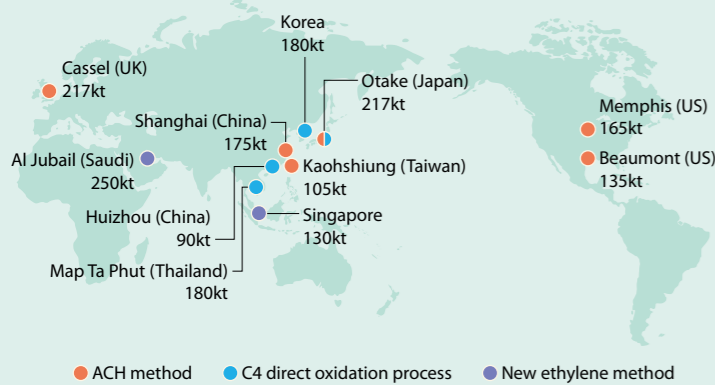 Korea
180kt
Cassel (UK)
217kt
Otake (Japan)
217kt
Shanghai (China)
175kt
Memphis (US)
165kt
Al Jubail (Saudi)
250kt
Kaohshiung (Taiwan)
105kt
Beaumont (US)
135kt
Huizhou (China)
90kt
Singapore
130kt
Map Ta Phut (Thailand)
180kt
ACH method
C4 direct oxidation process
New ethylene method